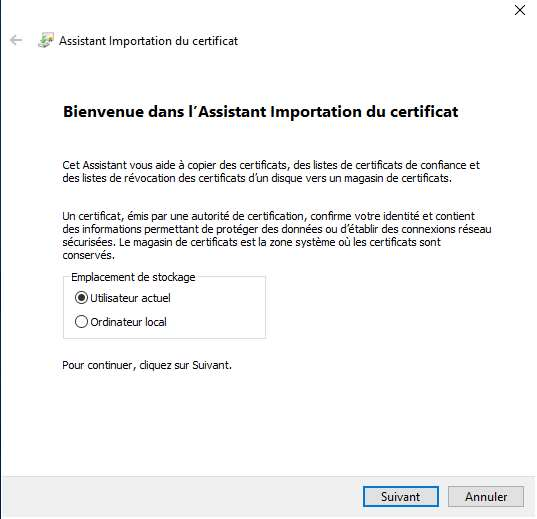 Assistant Importation du certificat
Bienvenue dans l’Assistant Importation du certificat
Cet Assistant vous aide à copier des certificats, des listes de certificats de confiance et
des listes de révocation des certificats d’un disque vers un magasin de certificats.
Un certificat, émis par une autorité de certification, confirme votre identité et contient
des informations permettant de protéger des données ou d’établir des connexions réseau
sécurisées. Le magasin de certificats est la zone système où les certificats sont
conservés.
Emplacement de stockage
Utilisateur actuel
Ordinateur local
Pour continuer, cliquez sur Suivant.
Suivant
Annuler